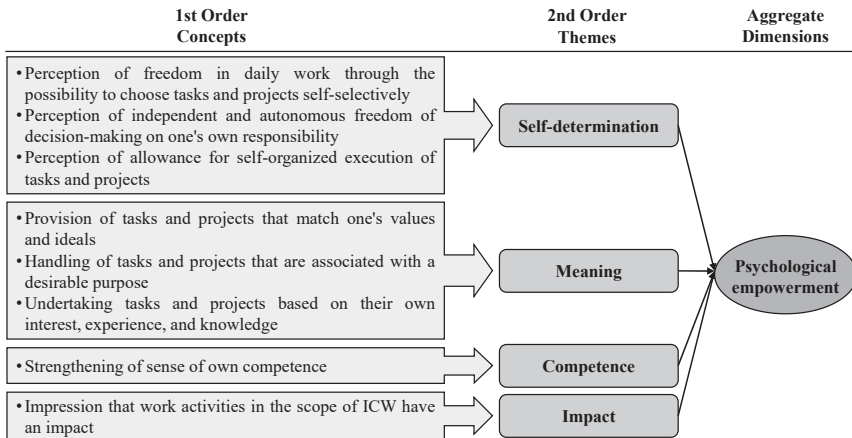 1st Order
Concepts
2nd Order
Themes
Aggregate
Dimensions
• Perception of freedom in daily work through the
possibility to choose tasks and projects self-selectively
• Perception of independent and autonomous freedom of
decision-making on one's own responsibility
• Perception of allowance for self-organized execution of
tasks and projects
Self-determination
• Provision of tasks and projects that match one's values
and ideals
• Handling of tasks and projects that are associated with a
desirable purpose
• Undertaking tasks and projects based on their own
interest, experience, and knowledge
Meaning
Psychological
empowerment
• Strengthening of sense of own competence
Competence
• Impression that work activities in the scope of ICW have
an impact
Impact